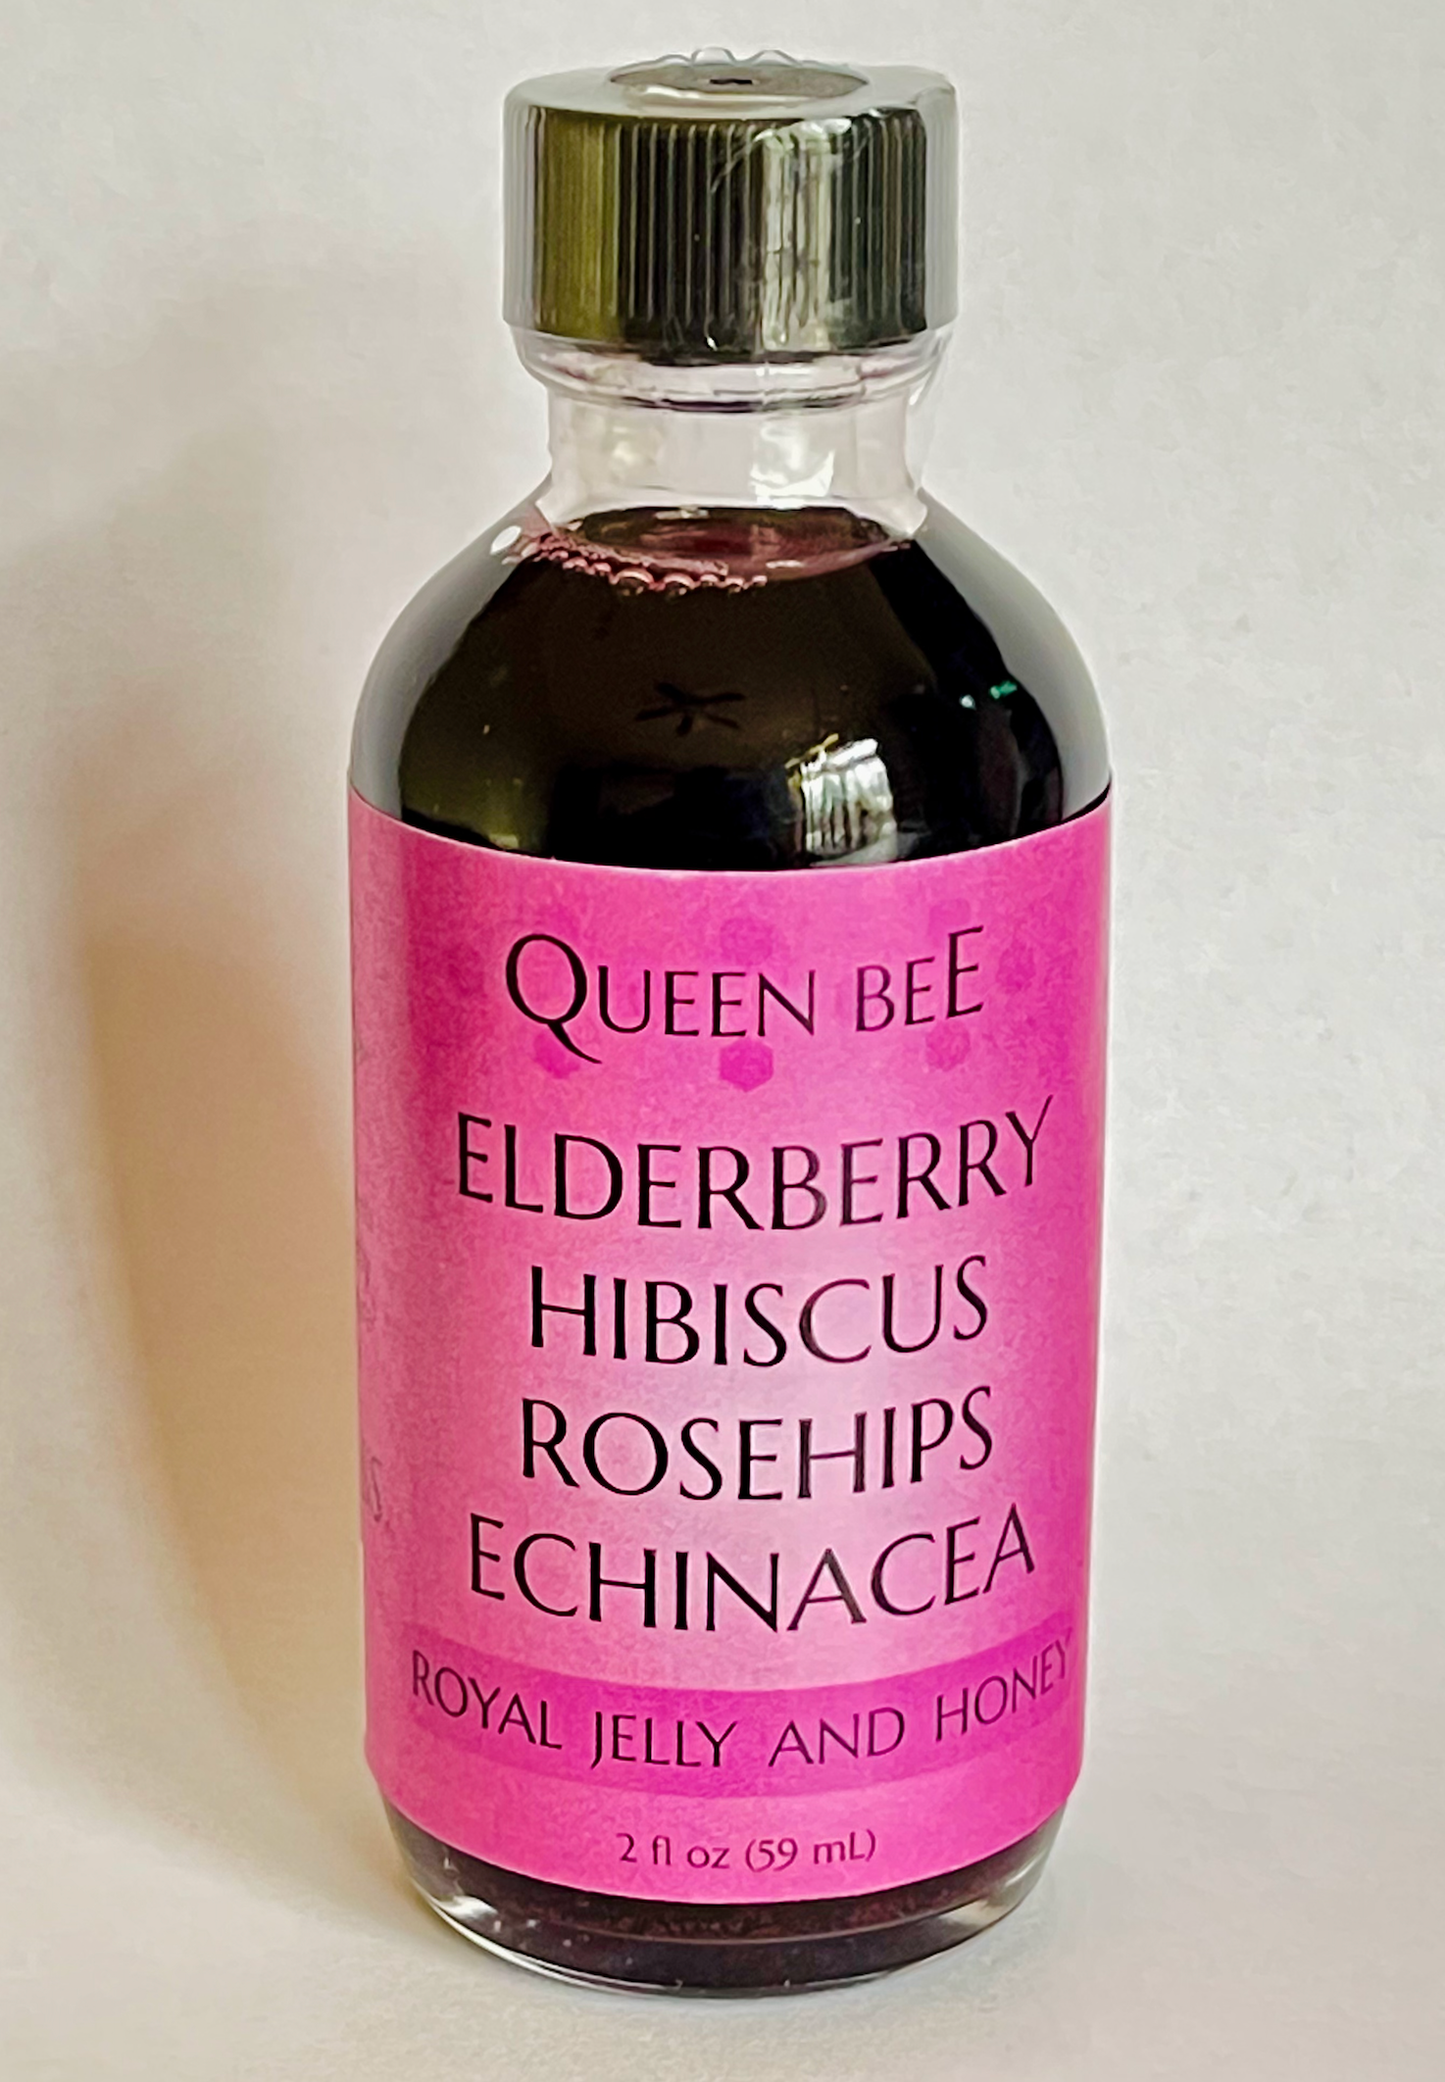 QUEEN BEE
ELDERBERRY
HIBISCUS
ROSEHIPS
ECHINACEA
ROYAL JELLY AND HONEY
2 fl oz (59 mL)